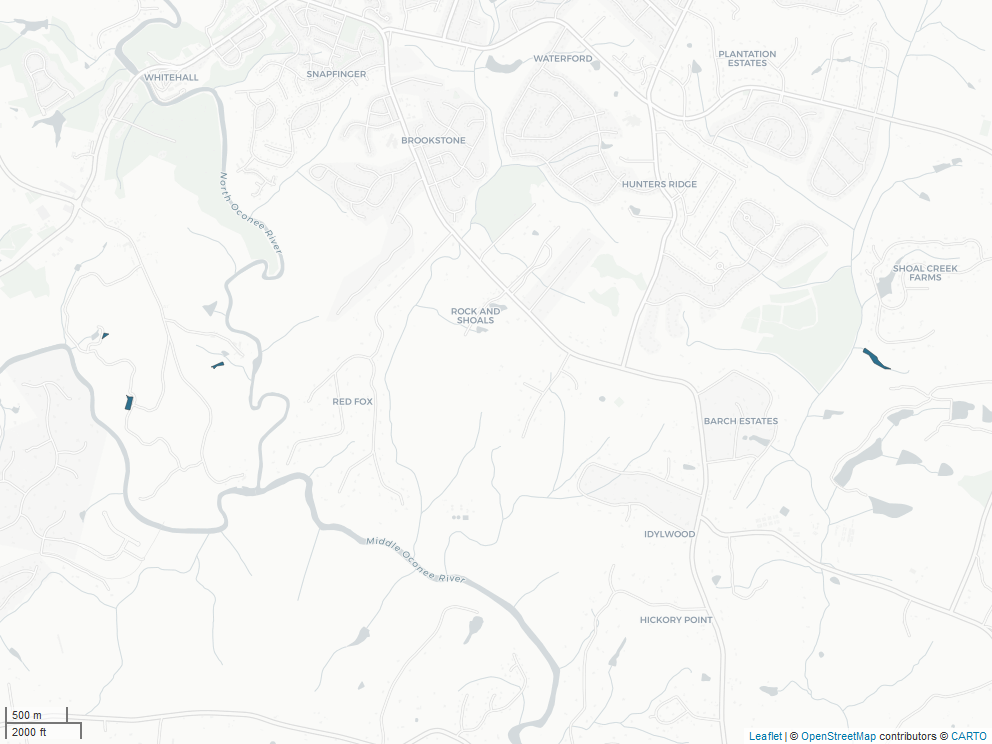 PLANTATION
ESTATES
WATERFORD
SNAPFINGER
WHITEHALL
BROOKSTONE
HUNTERS RIDGE
North Oconee River
SHOAL CREEK
FARMS
ROCK AND
SHOALS
RED FOX
BARCH ESTATES
IDYLWOOD
Middle Oconee River
HICKORY POINT
500 m
2000 ft
Leaflet | © OpenStreetMap contributors © CARTO